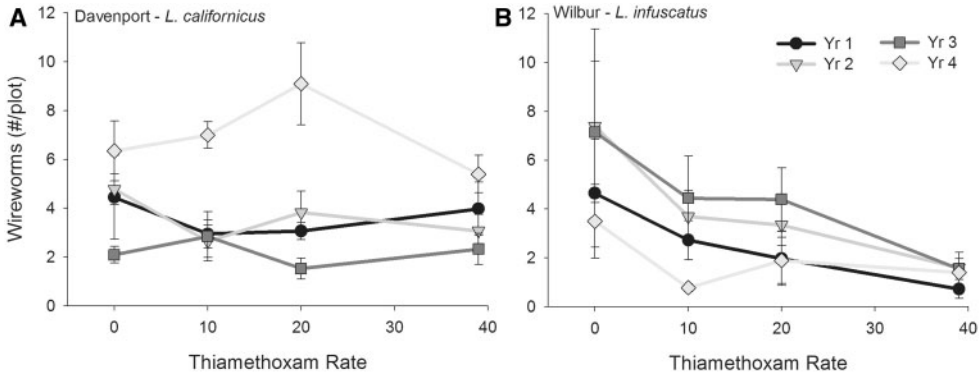 A Davenport - L. californicus
12
10
8
6
4
2
0
0 10 20 30 40
Wireworms (#/plot)
Thiamethoxam Rate
B Wilbur - L. infuscatus
12
10
8
6
4
2
0
0 10 20 30 40
Yr 1 Yr 3
Yr 2 Yr 4
Thiamethoxam Rate